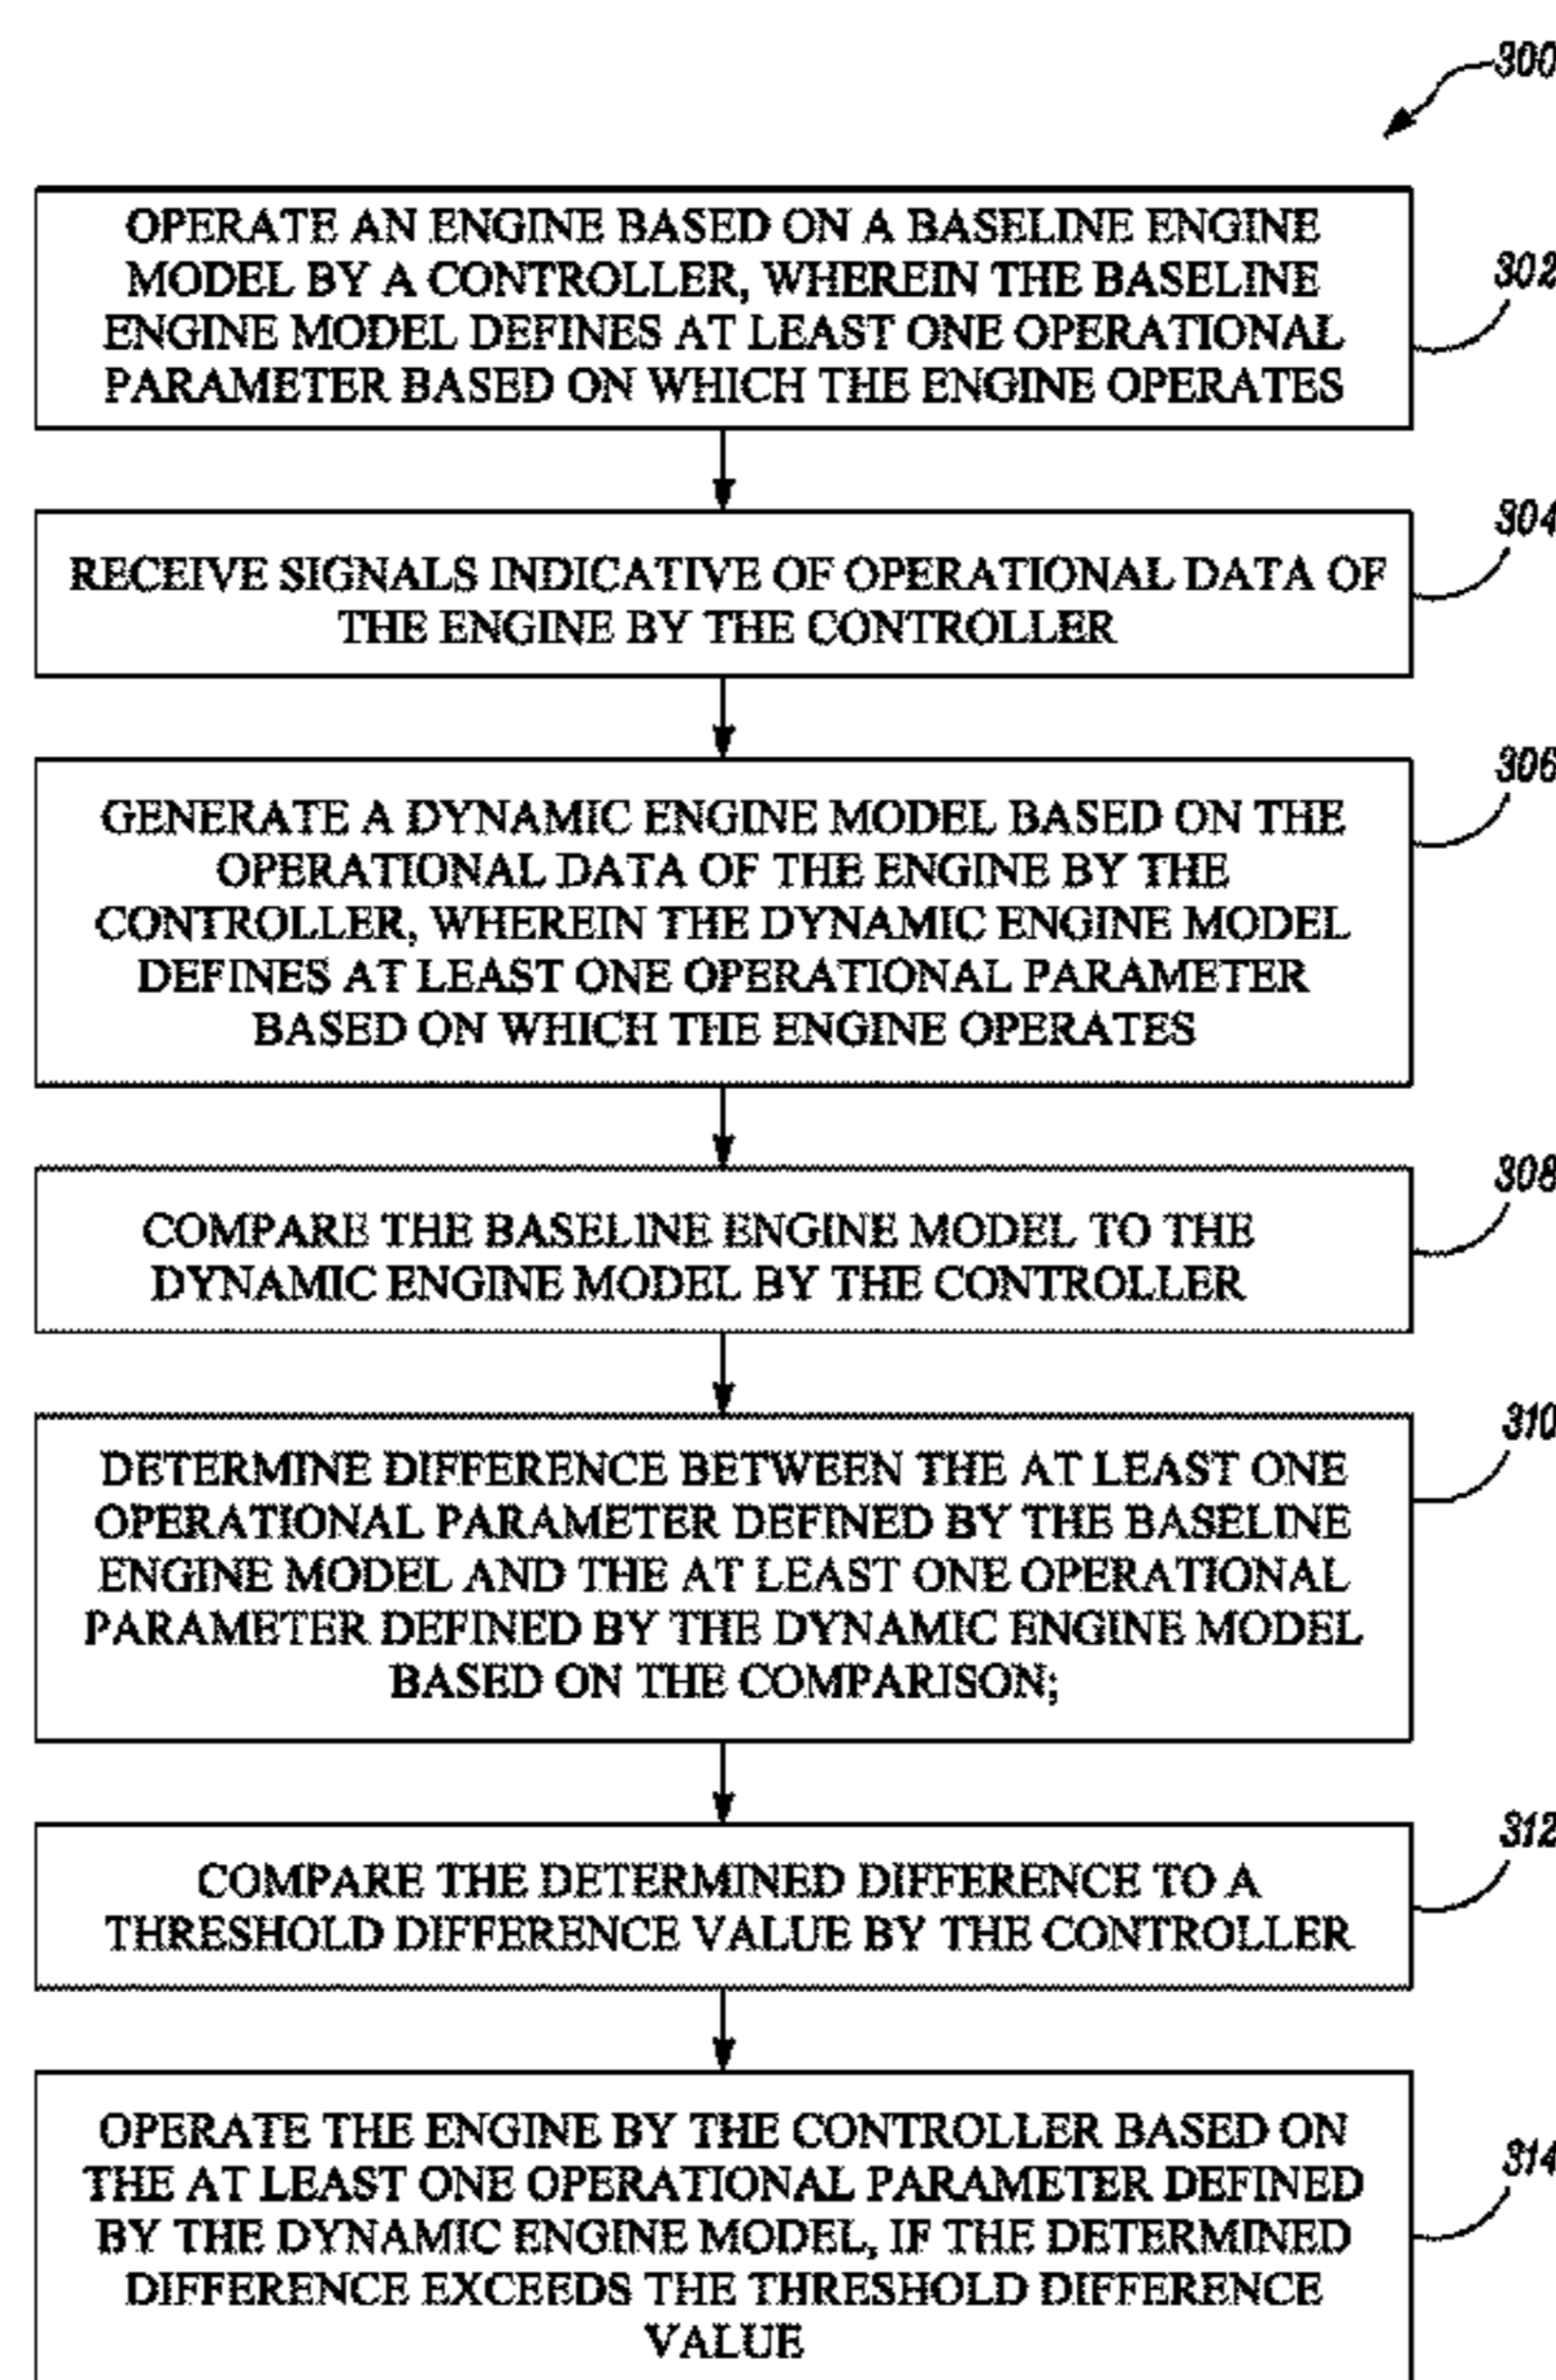 300
OPERATE AN ENGINE BASED ON A BASELINE ENGINE
MODEL BY A CONTROLLER, WHEREIN THE BASELINE
ENGINE MODEL DEFINES AT LEAST ONE OPERATIONAL
PARAMETER BASED ON WHICH THE ENGINE OPERATES
302
RECEIVE SIGNALS INDICATIVE OF OPERATIONAL DATA OF
THE ENGINE BY THE CONTROLLER
304
GENERATE A DYNAMIC ENGINE MODEL BASED ON THE
OPERATIONAL DATA OF THE ENGINE BY THE
CONTROLLER, WHEREIN THE DYNAMIC ENGINE MODEL
DEFINES AT LEAST ONE OPERATIONAL PARAMETER
BASED ON WHICH THE ENGINE OPERATES
306
COMPARE THE BASELINE ENGINE MODEL TO THE
DYNAMIC ENGINE MODEL BY THE CONTROLLER
308
DETERMINE DIFFERENCE BETWEEN THE AT LEAST ONE
OPERATIONAL PARAMETER DEFINED BY THE BASELINE
ENGINE MODEL AND THE AT LEAST ONE OPERATIONAL
PARAMETER DEFINED BY THE DYNAMIC ENGINE MODEL
BASED ON THE COMPARISON;
310
COMPARE THE DETERMINED DIFFERENCE TO A
THRESHOLD DIFFERENCE VALUE BY THE CONTROLLER
312
OPERATE THE ENGINE BY THE CONTROLLER BASED ON
THE AT LEAST ONE OPERATIONAL PARAMETER DEFINED
BY THE DYNAMIC ENGINE MODEL, IF THE DETERMINED
DIFFERENCE EXCEEDS THE THRESHOLD DIFFERENCE
VALUE
314